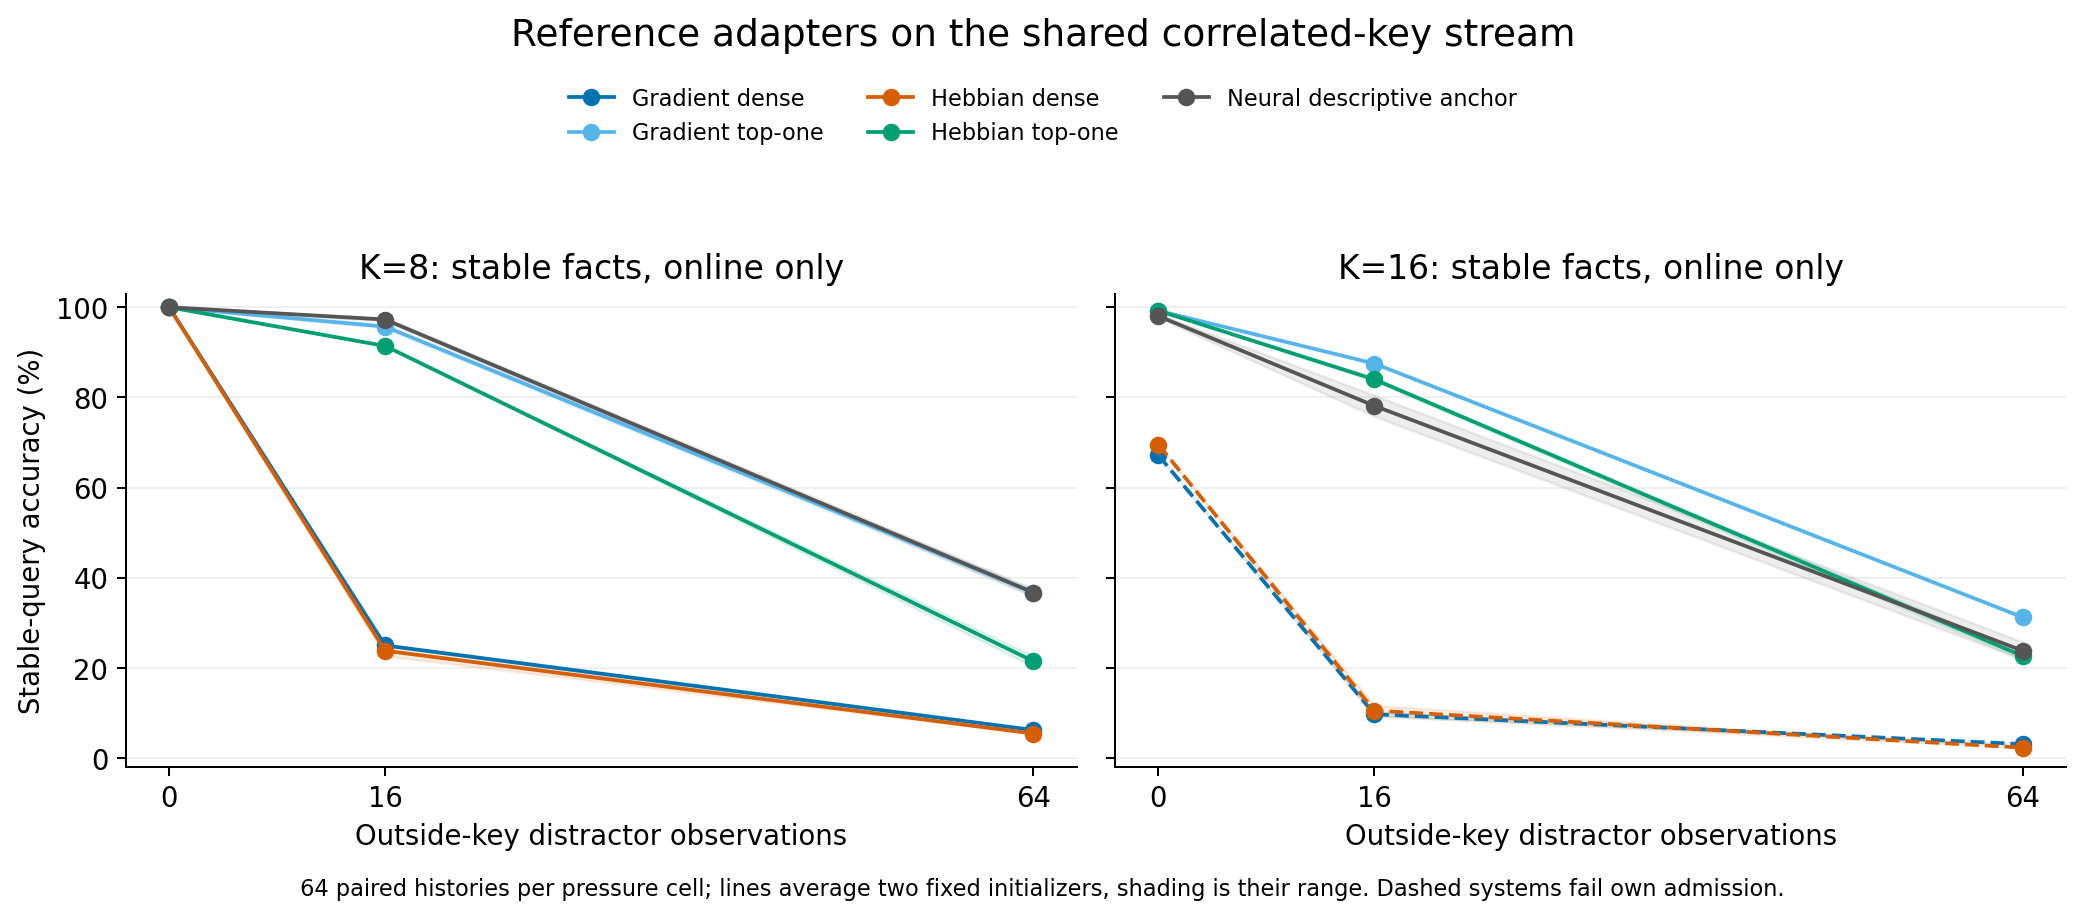 Reference adapters on the shared correlated-key stream
Gradient dense
Gradient top-one
Hebbian dense
Hebbian top-one
Neural descriptive anchor
K=8: stable facts, online only
Stable-query accuracy (%)
100
80
60
40
20
0
0 16 64
Outside-key distractor observations
K=16: stable facts, online only
0 16 64
Outside-key distractor observations
64 paired histories per pressure cell; lines average two fixed initializers, shading is their range. Dashed systems fail own admission.